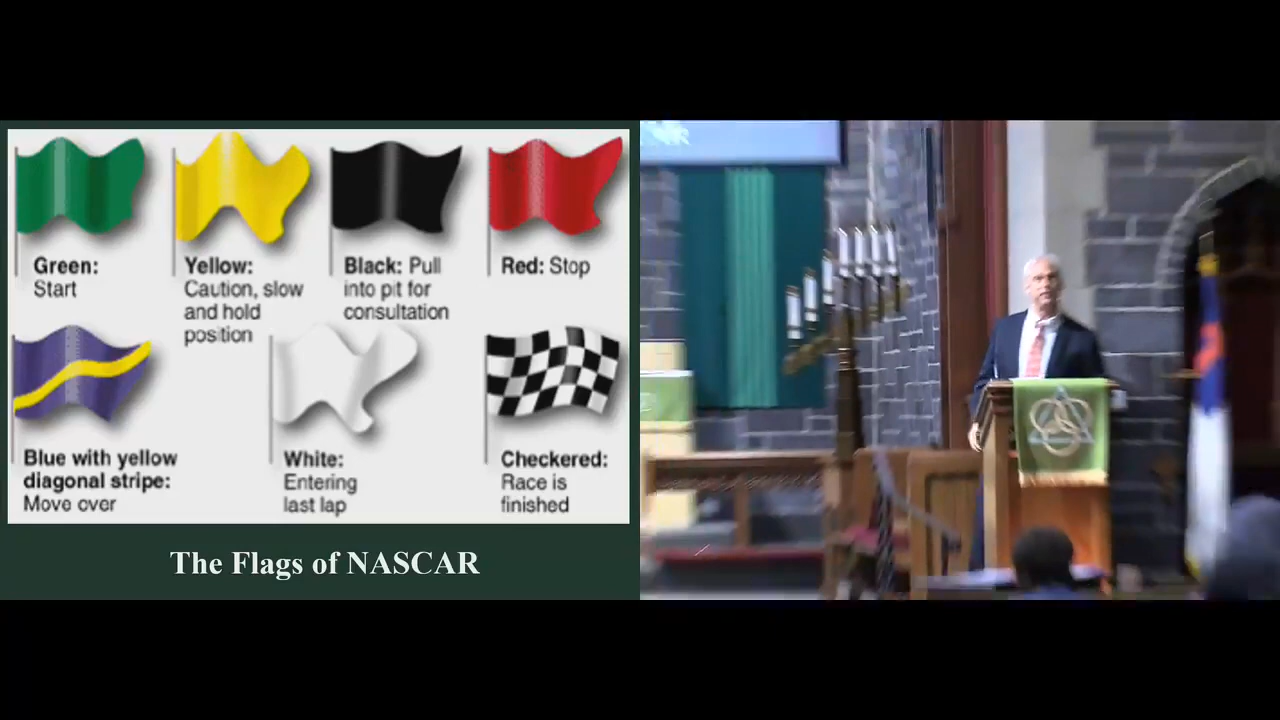 Green:
Start
Yellow:
Caution, slow
and hold
position
Black: Pull
into pit for
consultation
Red: Stop
Blue with yellow
diagonal stripe:
Move over
White:
Entering
last lap
Checkered:
Race is
finished
The Flags of NASCAR